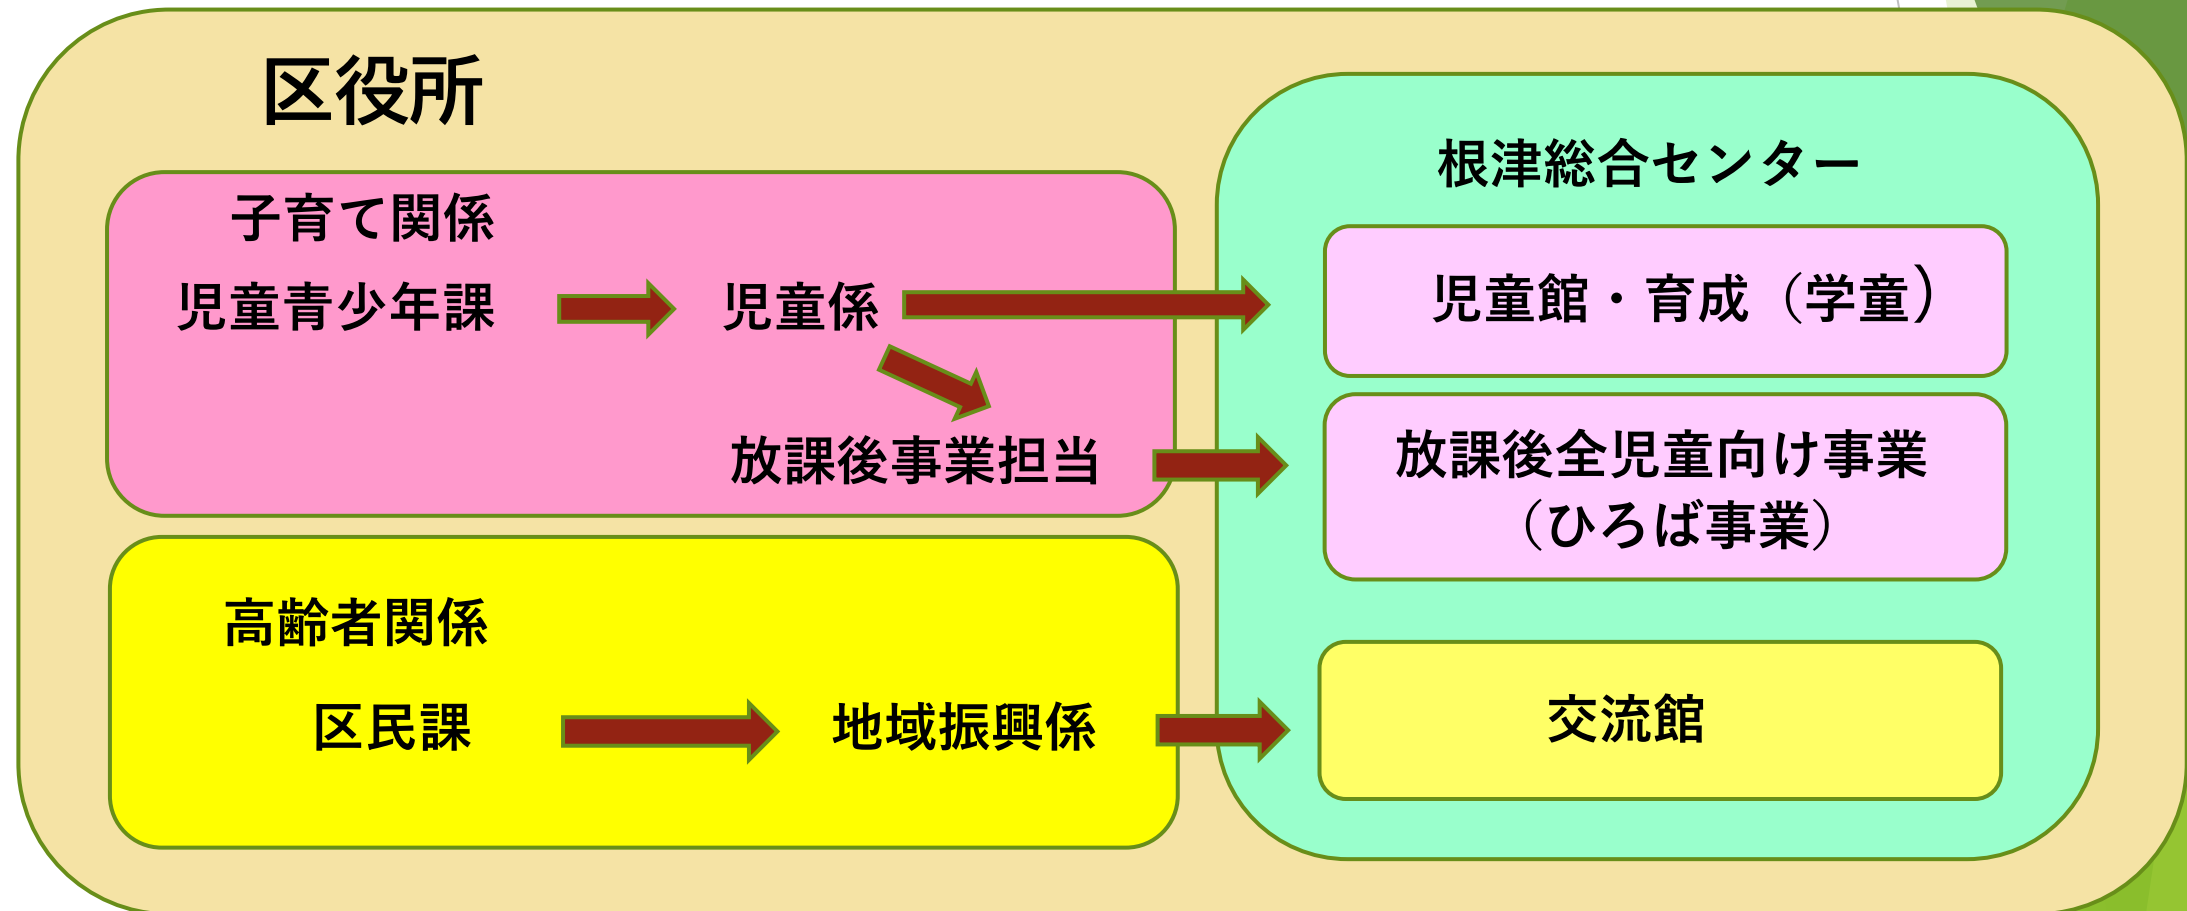 区役所
子育て関係
児童青少年課
児童係
放課後事業担当
高齢者関係
区民課
地域振興係
根津総合センター
児童館・育成（学童）
放課後全児童向け事業
（ひろば事業）
交流館